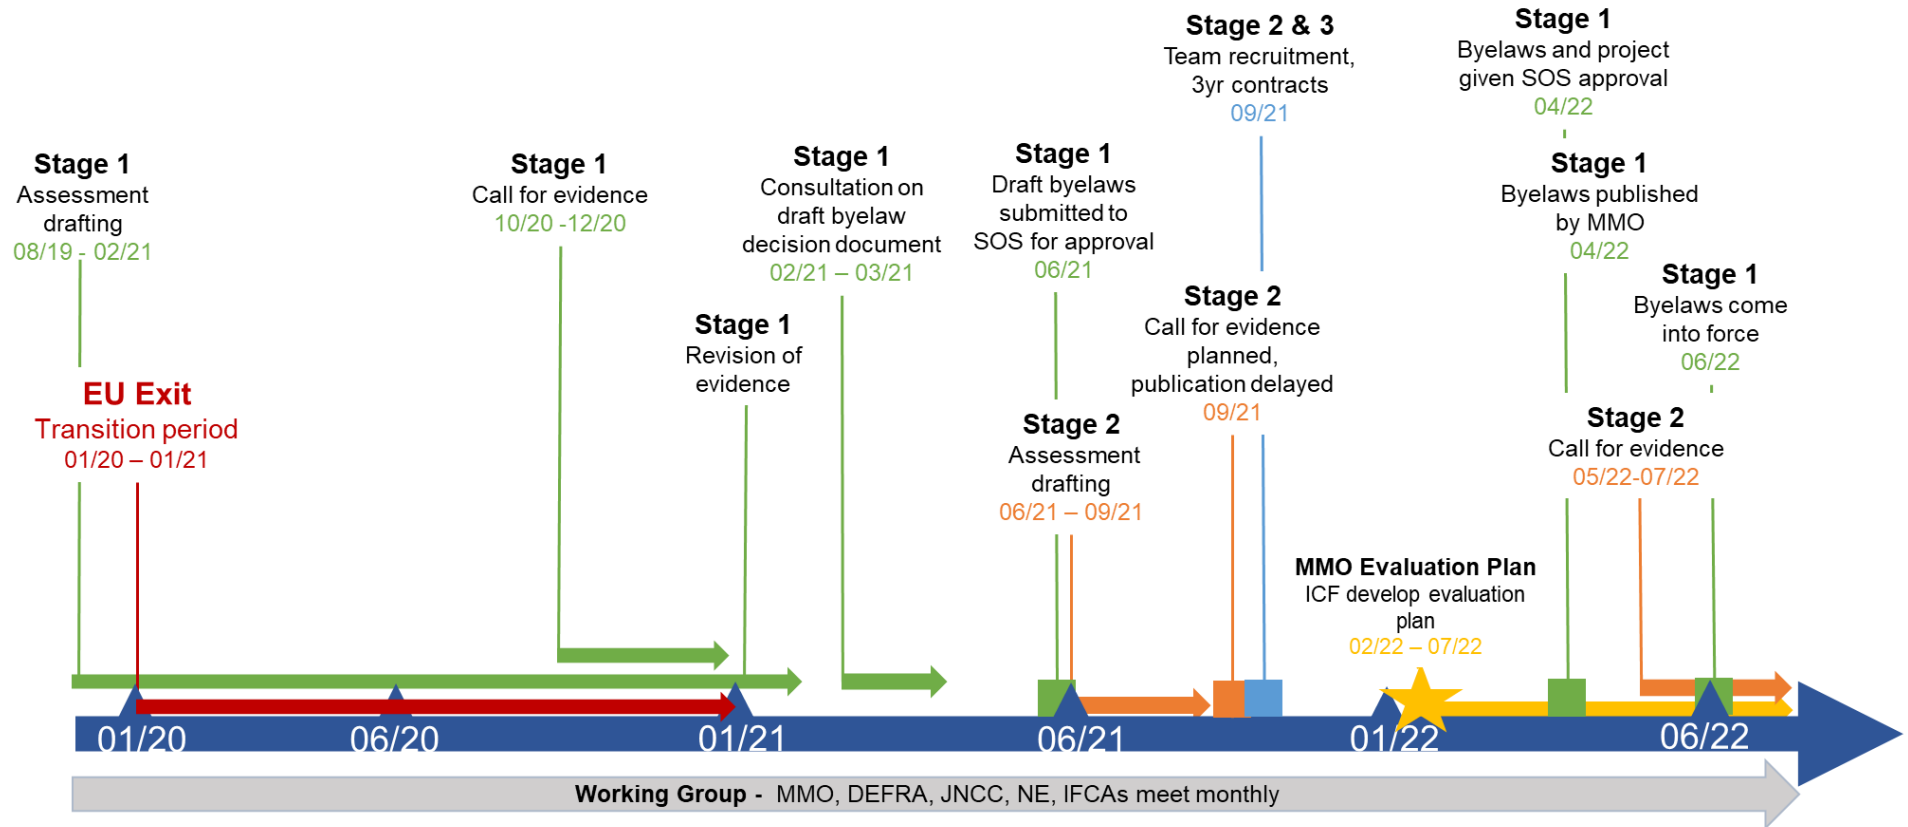 Stage 1
Assessment
drafting
08/19 - 02/21
EU Exit
Transition period
01/20 – 01/21
Stage 1
Call for evidence
10/20 -12/20
Stage 1
Revision of
evidence
Stage 1
Consultation on
draft byelaw
decision document
02/21 – 03/21
Stage 1
Draft byelaws
submitted to
SOS for approval
06/21
Stage 2
Assessment
drafting
06/21 – 09/21
Stage 2 & 3
Team recruitment,
3yr contracts
09/21
Stage 2
Call for evidence
planned,
publication delayed
09/21
MMO Evaluation Plan
ICF develop evaluation
plan
02/22 – 07/22
Stage 1
Byelaws and project
given SOS approval
04/22
Stage 1
Byelaws published
by MMO
04/22
Stage 1
Byelaws come
into force
06/22
Stage 2
Call for evidence
05/22-07/22
01/20 06/20 01/21 06/21 01/22 06/22
Working Group - MMO, DEFRA, JNCC, NE, IFCAs meet monthly